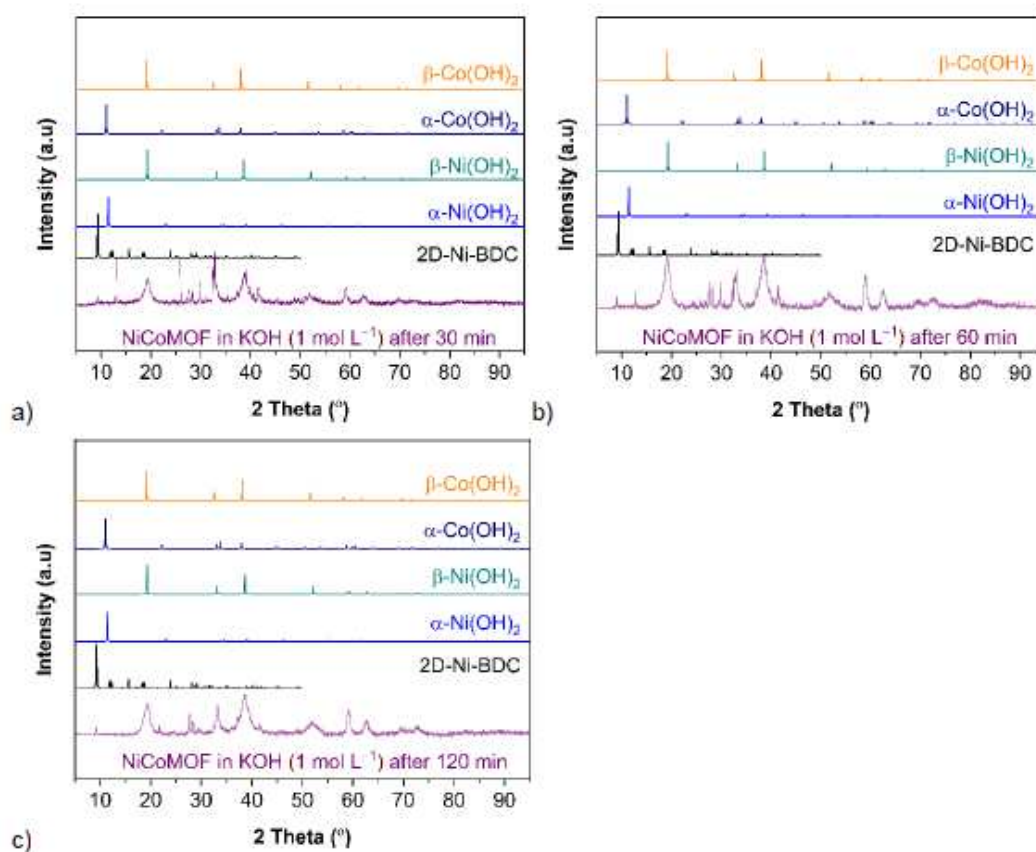 β-Co(OH)₂
α-Co(OH)₂
β-Ni(OH)₂
α-Ni(OH)₂
2D-Ni-BDC
NiCoMOF in KOH (1 mol L⁻¹) after 30 min
Intensity (a.u)
10 20 30 40 50 60 70 80 90
2 Theta (°)
a)
β-Co(OH)₂
α-Co(OH)₂
β-Ni(OH)₂
α-Ni(OH)₂
2D-Ni-BDC
NiCoMOF in KOH (1 mol L⁻¹) after 60 min
Intensity (a.u)
10 20 30 40 50 60 70 80 90
2 Theta (°)
b)
β-Co(OH)₂
α-Co(OH)₂
β-Ni(OH)₂
α-Ni(OH)₂
2D-Ni-BDC
NiCoMOF in KOH (1 mol L⁻¹) after 120 min
Intensity (a.u)
10 20 30 40 50 60 70 80 90
2 Theta (°)
c)